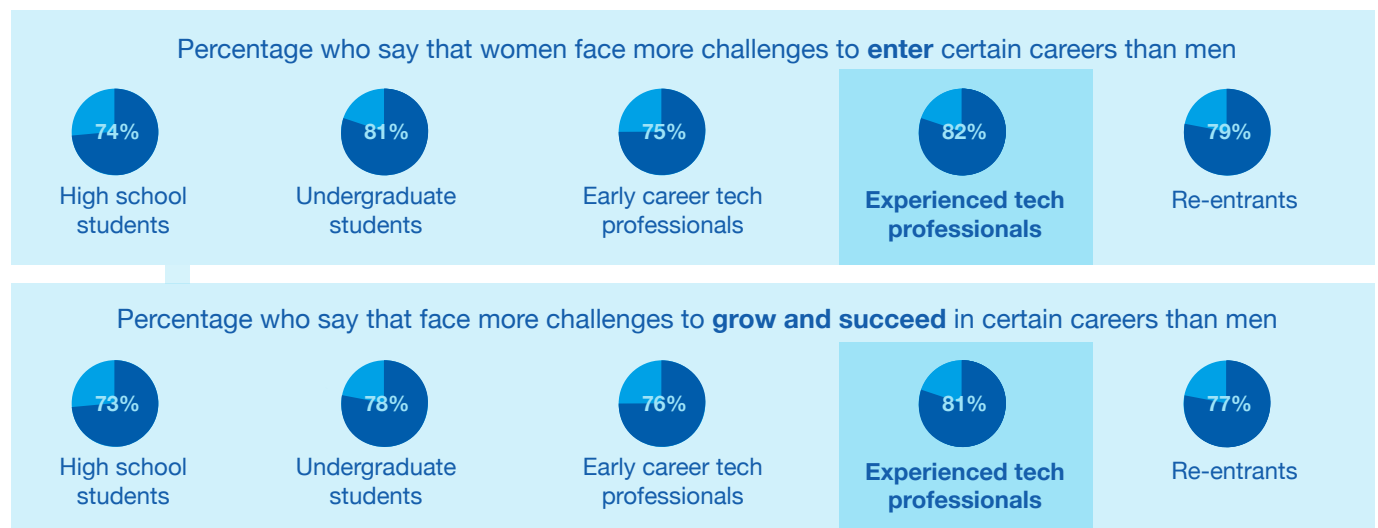 Percentage who say that women face more challenges to enter certain careers than men
74%
High school
students
81%
Undergraduate
students
75%
Early career tech
professionals
82%
Experienced tech
professionals
79%
Re-entrants
Percentage who say that face more challenges to grow and succeed in certain careers than men
73%
High school
students
78%
Undergraduate
students
76%
Early career tech
professionals
81%
Experienced tech
professionals
77%
Re-entrants